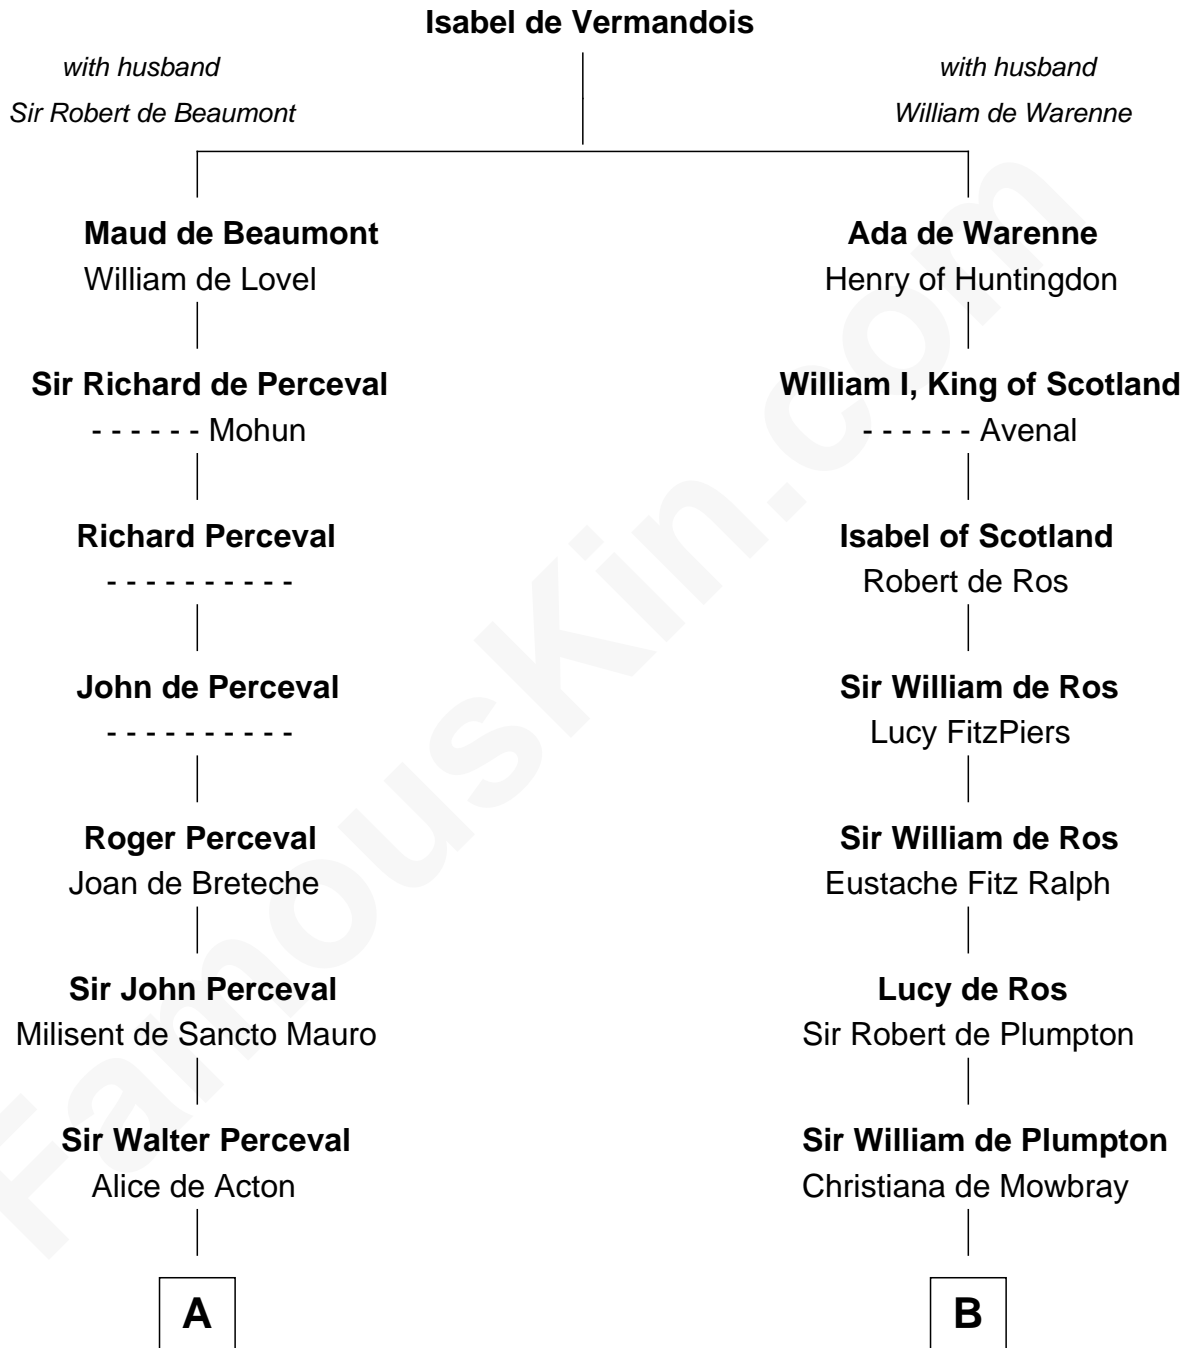 Isabel de Vermandois
with husband
Sir Robert de Beaumont
with husband
William de Warenne
Maud de Beaumont
William de Lovel
Ada de Warenne
Henry of Huntingdon
Sir Richard de Perceval
- - - - - - Mohun
William I, King of Scotland
- - - - - - Avenal
Richard Perceval
- - - - - - - - - -
Isabel of Scotland
Robert de Ros
John de Perceval
- - - - - - - - - -
Sir William de Ros
Lucy FitzPiers
Roger Perceval
Joan de Breteche
Sir William de Ros
Eustache Fitz Ralph
Sir John Perceval
Milisent de Sancto Mauro
Lucy de Ros
Sir Robert de Plumpton
Sir Walter Perceval
Alice de Acton
Sir William de Plumpton
Christiana de Mowbray
A
B
FamousKin.com